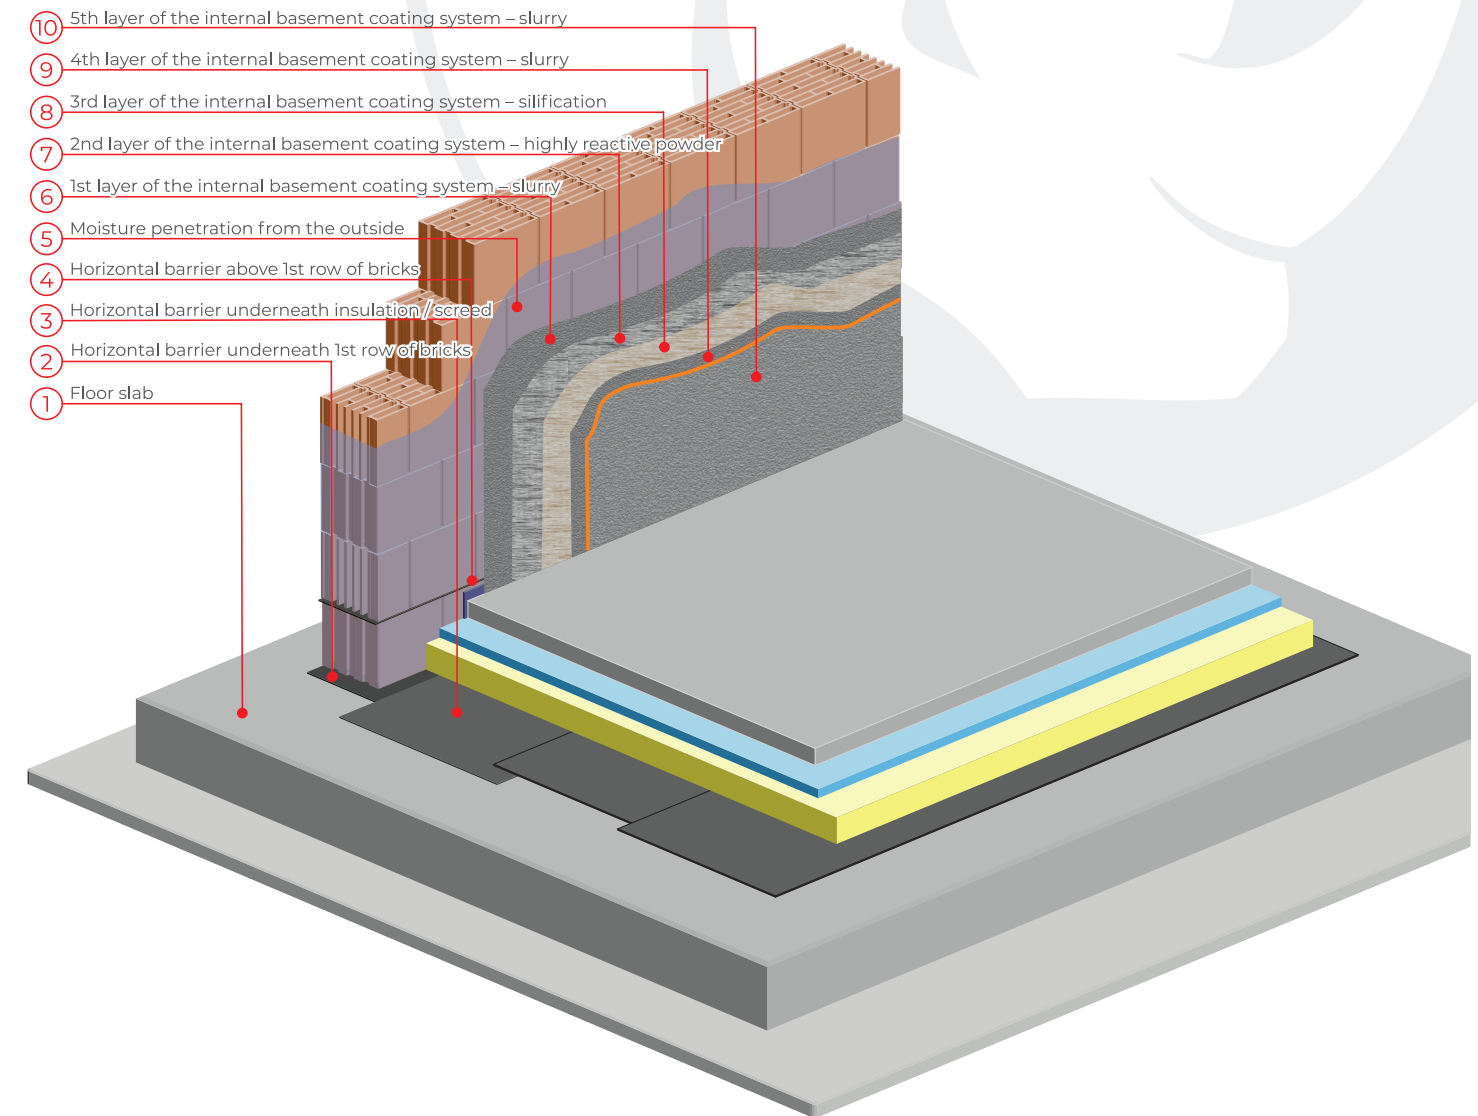 10 5th layer of the internal basement coating system – slurry
9 4th layer of the internal basement coating system – slurry
8 3rd layer of the internal basement coating system – silification
7 2nd layer of the internal basement coating system – highly reactive powder
6 1st layer of the internal basement coating system – slurry
5 Moisture penetration from the outside
4 Horizontal barrier above 1st row of bricks
3 Horizontal barrier underneath insulation / screed
2 Horizontal barrier underneath 1st row of bricks
1 Floor slab